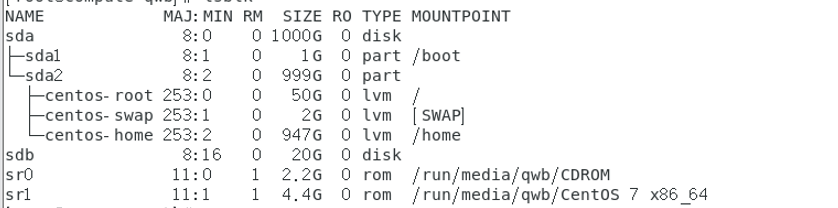 [root@compute qwb]# lsblk
NAME MAJ:MIN RM SIZE RO TYPE MOUNTPOINT
sda 8:0 0 1000G 0 disk
├─sda1 8:1 0 1G 0 part /boot
└─sda2 8:2 0 999G 0 part
├─centos-root 253:0 0 50G 0 lvm /
├─centos-swap 253:1 0 2G 0 lvm [SWAP]
└─centos-home 253:2 0 947G 0 lvm /home
sdb 8:16 0 20G 0 disk
sr0 11:0 1 2.2G 0 rom /run/media/qwb/CDROM
sr1 11:1 1 4.4G 0 rom /run/media/qwb/CentOS 7 x86_64